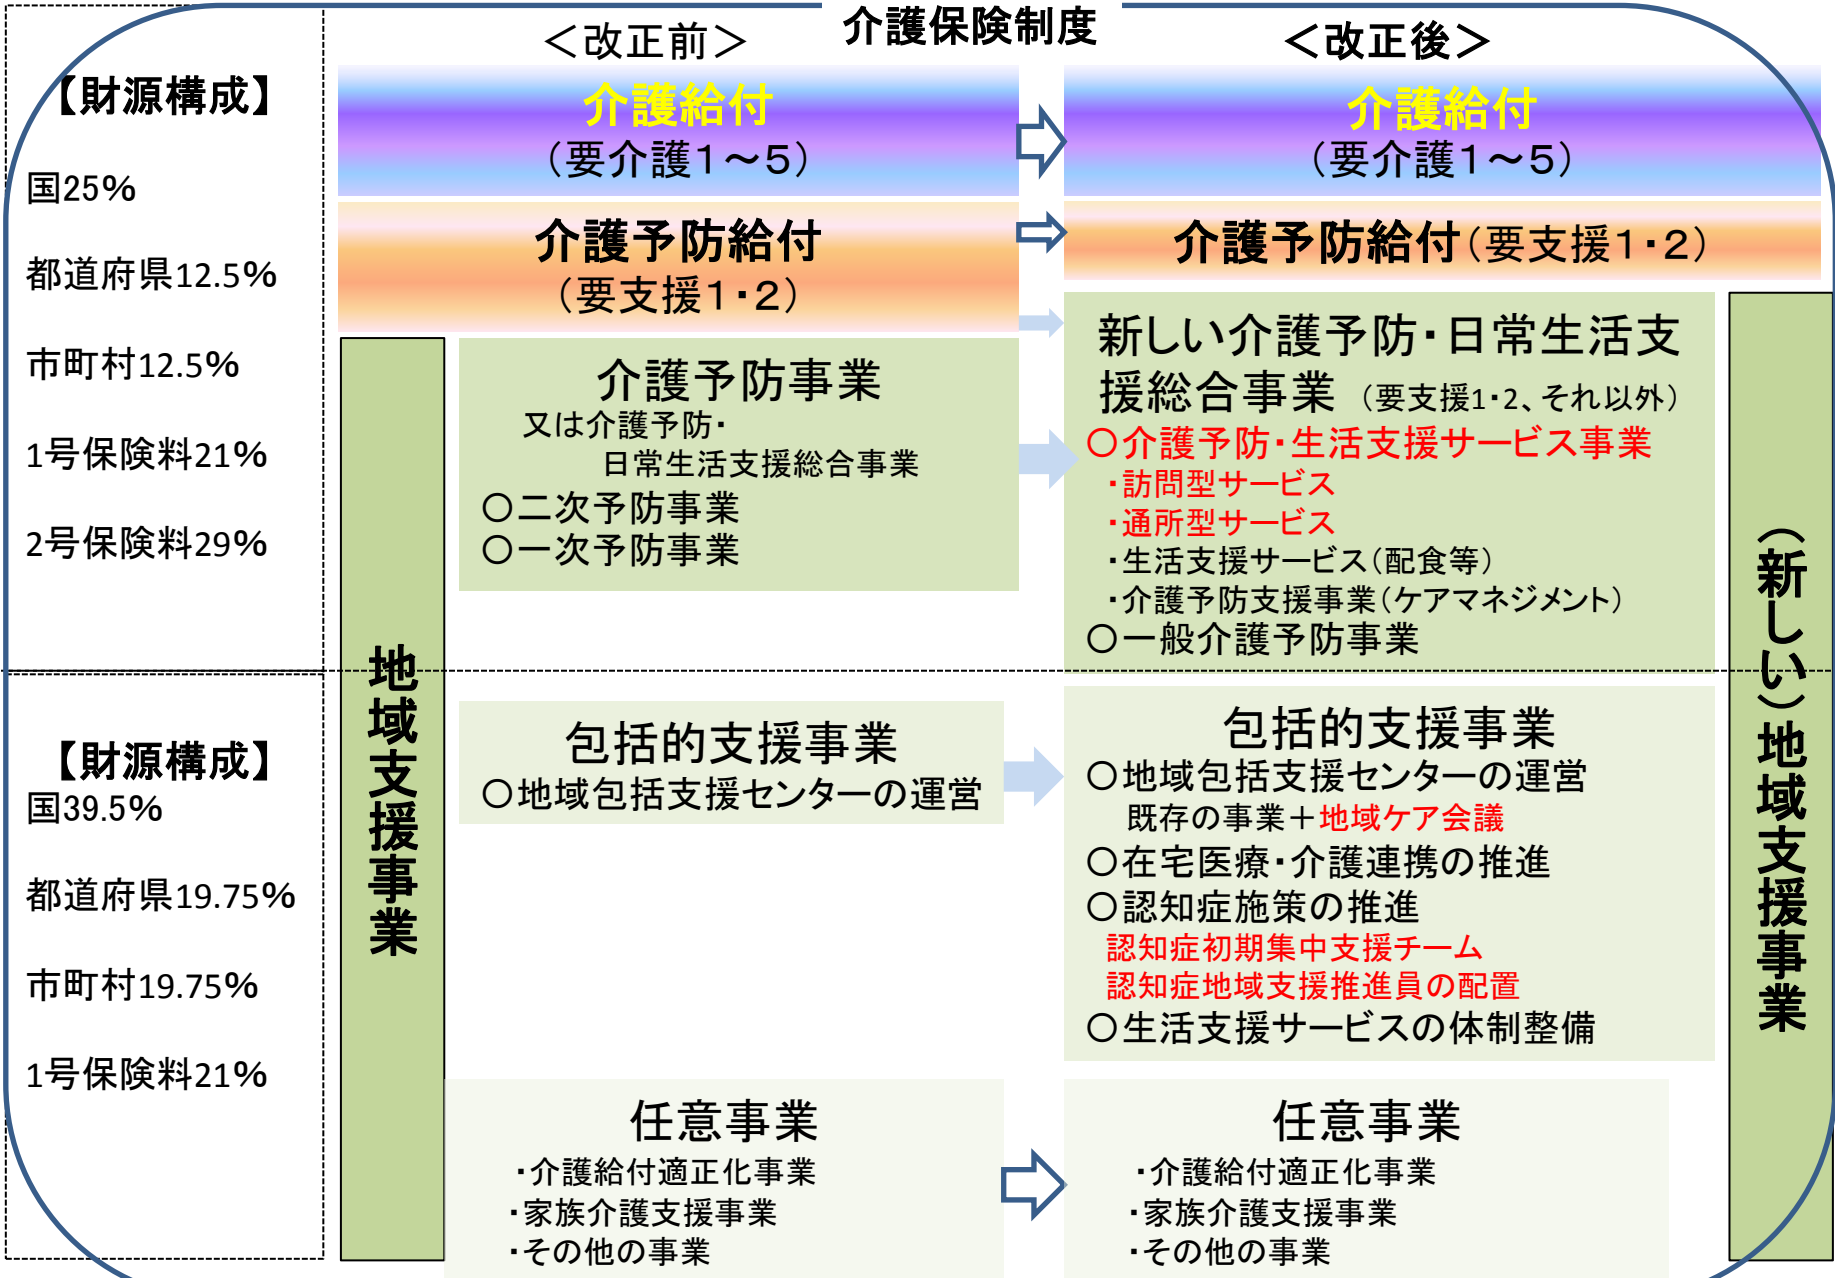 介護保険制度
＜改正前＞
＜改正後＞
【財源構成】
国25%
都道府県12.5%
市町村12.5%
1号保険料21%
2号保険料29%
【財源構成】
国39.5%
都道府県19.75%
市町村19.75%
1号保険料21%
介護給付
（要介護１～５）
介護予防給付
（要支援１・２）
地域支援事業
介護予防事業
又は介護予防・
日常生活支援総合事業
〇二次予防事業
〇一次予防事業
包括的支援事業
〇地域包括支援センターの運営
任意事業
・介護給付適正化事業
・家族介護支援事業
・その他の事業
介護給付
（要介護１～５）
介護予防給付（要支援１・２）
新しい介護予防・日常生活支
援総合事業 （要支援1・2、それ以外）
〇介護予防・生活支援サービス事業
・訪問型サービス
・通所型サービス
・生活支援サービス（配食等）
・介護予防支援事業（ケアマネジメント）
〇一般介護予防事業
包括的支援事業
〇地域包括支援センターの運営
既存の事業＋地域ケア会議
〇在宅医療・介護連携の推進
〇認知症施策の推進
認知症初期集中支援チーム
認知症地域支援推進員の配置
〇生活支援サービスの体制整備
任意事業
・介護給付適正化事業
・家族介護支援事業
・その他の事業
（新しい）地域支援事業